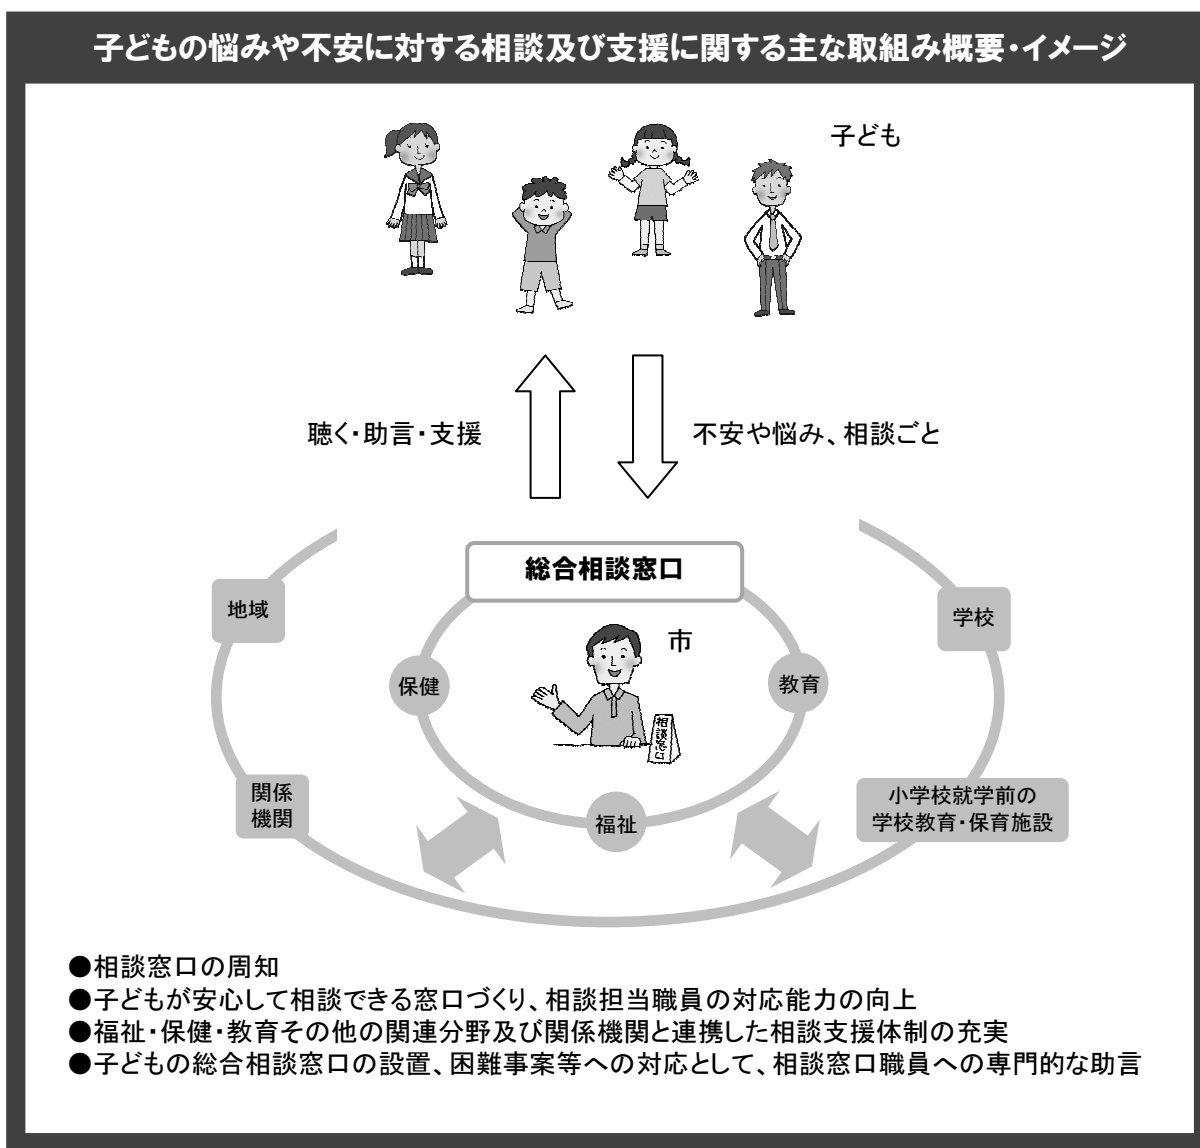 子どもの悩みや不安に対する相談及び支援に関する主な取組み概要・イメージ
子ども
聴く・助言・支援
不安や悩み、相談ごと
総合相談窓口
地域
学校
市
保健
教育
相談窓口
関係
機関
福祉
小学校就学前の
学校教育・保育施設
●相談窓口の周知
●子どもが安心して相談できる窓口づくり、相談担当職員の対応能力の向上
●福祉・保健・教育その他の関連分野及び関係機関と連携した相談支援体制の充実
●子どもの総合相談窓口の設置、困難事案等への対応として、相談窓口職員への専門的な助言